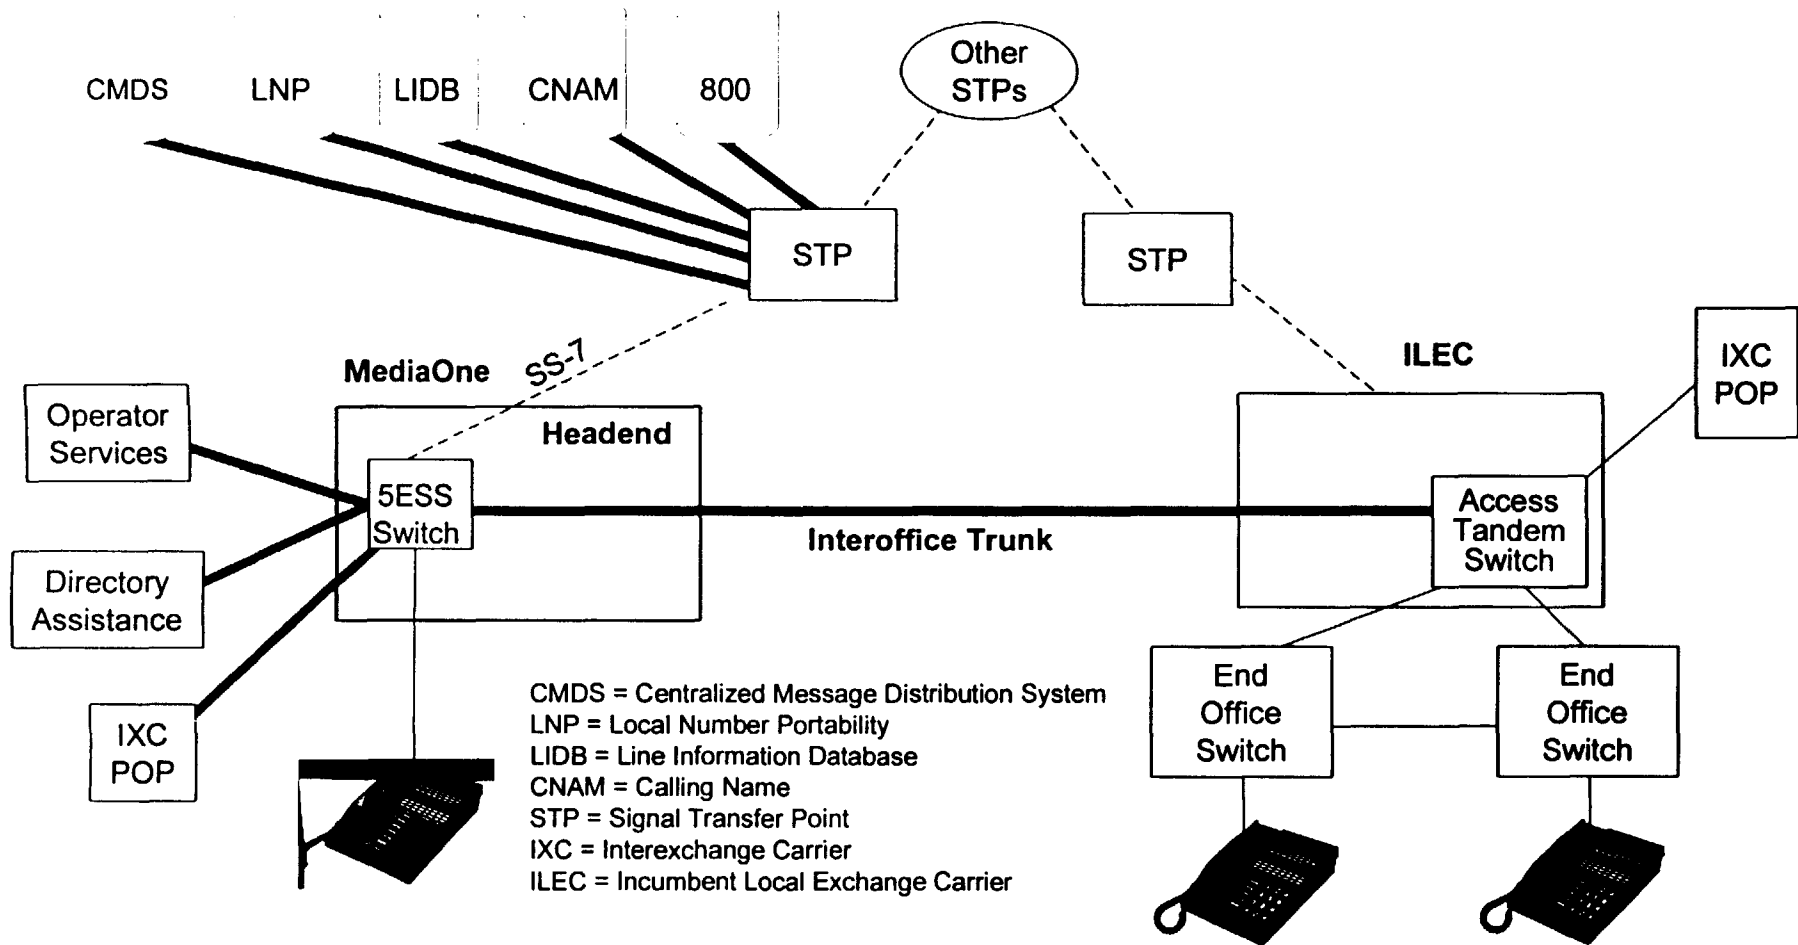 CMDS
LNP
LIDB
CNAM
800
Other
STPs
STP
STP
SS-7
MediaOne
ILEC
IXC
POP
Operator
Services
Headend
5ESS
Switch
Access
Tandem
Switch
Interoffice Trunk
Directory
Assistance
End
Office
Switch
End
Office
Switch
IXC
POP
CMDS = Centralized Message Distribution System
LNP = Local Number Portability
LIDB = Line Information Database
CNAM = Calling Name
STP = Signal Transfer Point
IXC = Interexchange Carrier
ILEC = Incumbent Local Exchange Carrier